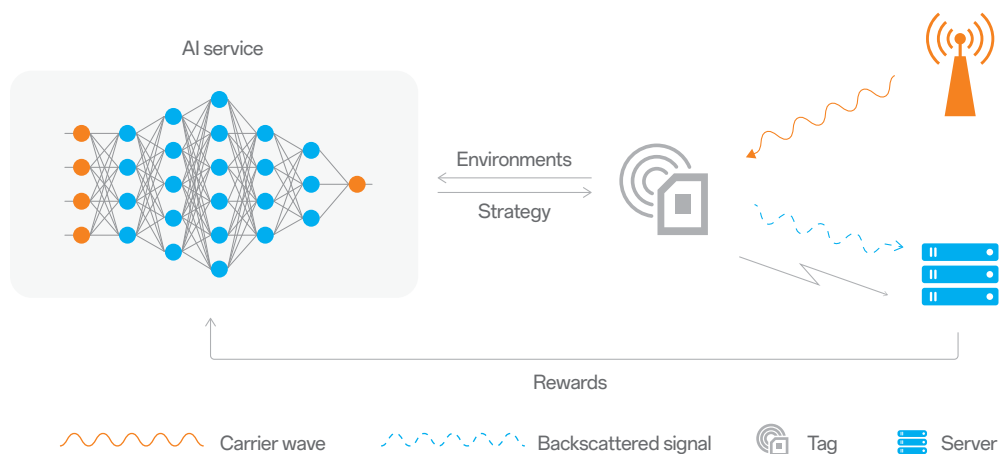 AI service
Environments
Strategy
Rewards
Carrier wave
Backscattered signal
Tag
Server